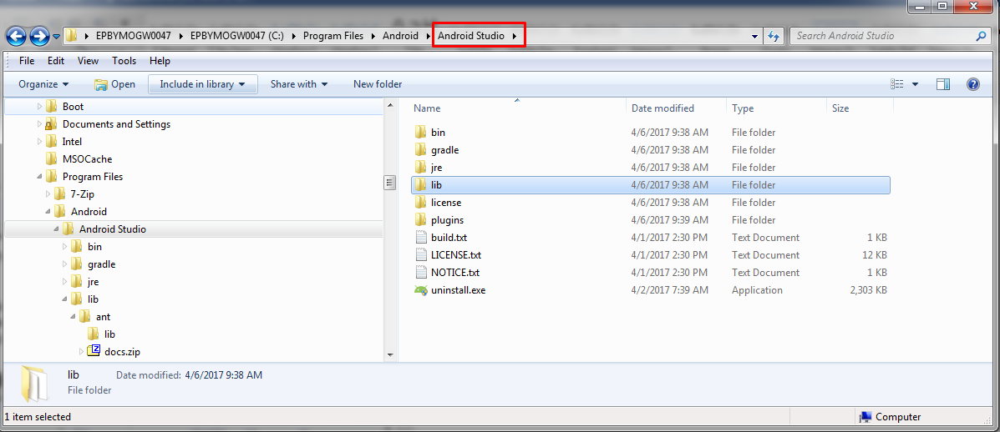 EPBYMOGW0047 EPBYMOGW0047 (C:) Program Files Android Android Studio Search Android Studio
File Edit View Tools Help
Organize Open Include in library Share with New folder
Boot
Documents and Settings
Intel
MSOCache
Program Files
7-Zip
Android
Android Studio
bin
gradle
jre
lib
ant
lib
docs.zip
Name Date modified Type Size
bin 4/6/2017 9:38 AM File folder
gradle 4/6/2017 9:38 AM File folder
jre 4/6/2017 9:38 AM File folder
lib 4/6/2017 9:38 AM File folder
license 4/6/2017 9:38 AM File folder
plugins 4/6/2017 9:39 AM File folder
build.txt 4/1/2017 2:30 PM Text Document 1 KB
LICENSE.txt 4/1/2017 2:30 PM Text Document 12 KB
NOTICE.txt 4/1/2017 2:30 PM Text Document 1 KB
uninstall.exe 4/2/2017 7:39 AM Application 2,303 KB
lib Date modified: 4/6/2017 9:38 AM
File folder
1 item selected Computer